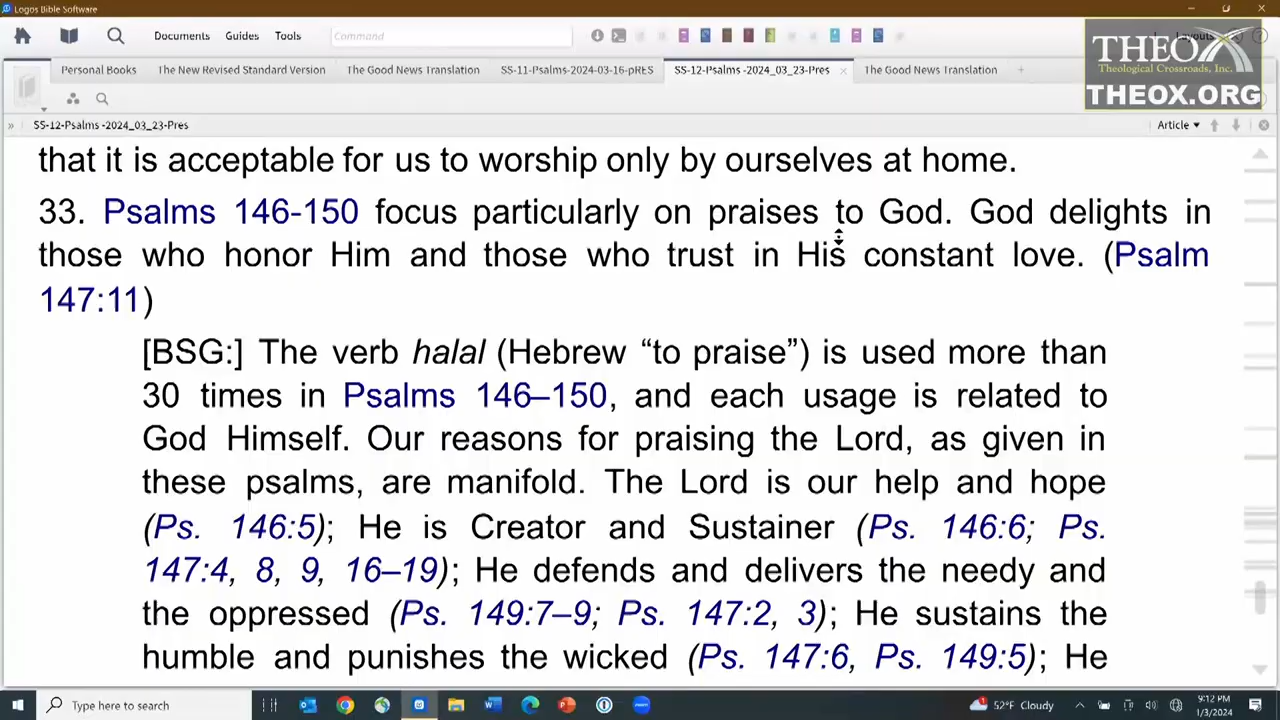 Logos Bible Software
Documents Guides Tools Command
THEOX
Theological Crossroads, Inc.
THEOX.ORG
Personal Books The New Revised Standard Version The Good New SS_11-Psalms-2024-03-16-pRES SS-12-Psalms -2024_03_23-Pres The Good News Translation
SS-12-Psalms -2024_03_23-Pres Article
that it is acceptable for us to worship only by ourselves at home.
33. Psalms 146-150 focus particularly on praises to God. God delights in
those who honor Him and those who trust in His constant love. (Psalm
147:11)
[BSG:] The verb halal (Hebrew “to praise”) is used more than
30 times in Psalms 146–150, and each usage is related to
God Himself. Our reasons for praising the Lord, as given in
these psalms, are manifold. The Lord is our help and hope
(Ps. 146:5); He is Creator and Sustainer (Ps. 146:6; Ps.
147:4, 8, 9, 16–19); He defends and delivers the needy and
the oppressed (Ps. 149:7–9; Ps. 147:2, 3); He sustains the
humble and punishes the wicked (Ps. 147:6, Ps. 149:5); He
Type here to search 52°F Cloudy 9:12 PM
1/3/2024